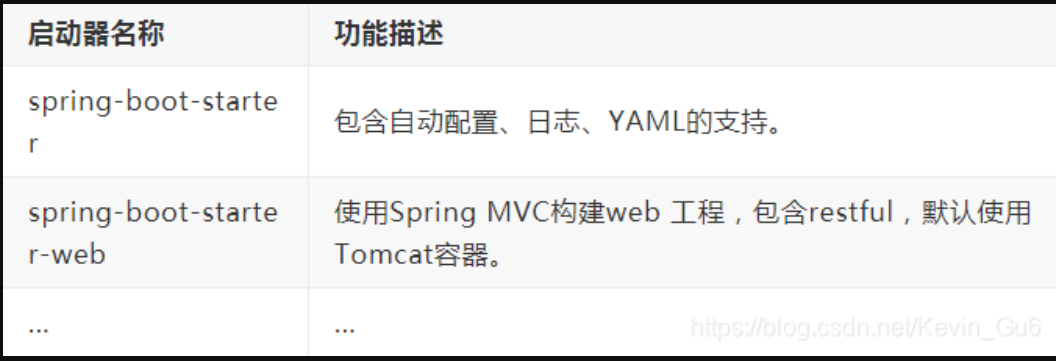 启动器名称 功能描述
spring-boot-starte
r
包含自动配置、日志、YAML的支持。
spring-boot-starte
r-web
使用Spring MVC构建web 工程，包含restful，默认使用
Tomcat容器。
... ...
https://blog.csdn.net/Kevin_Gu6